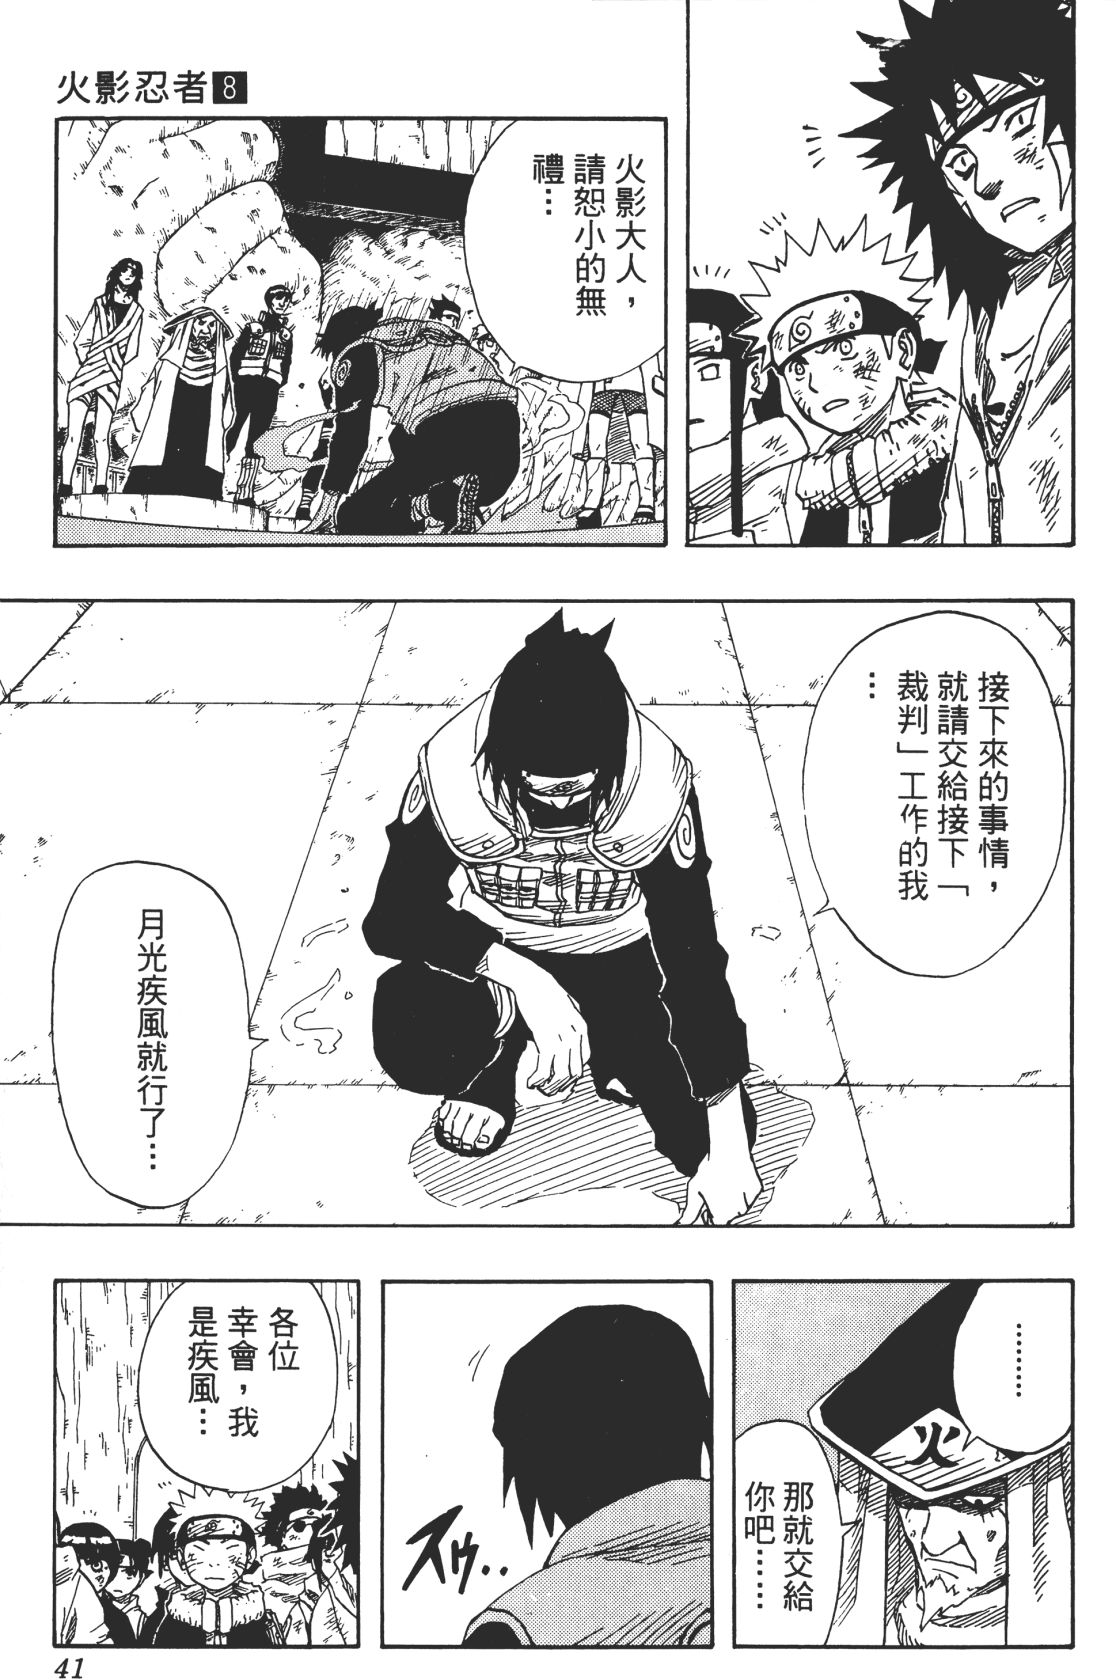 火影忍者8
火影大人，
請恕小的無
禮…
接下來的事情，
就請交給接下「
裁判」工作的我
…
月光疾風就行了…
………
那就交給
你吧……
火
スゥ..
各位
幸會，我
是疾風…
41